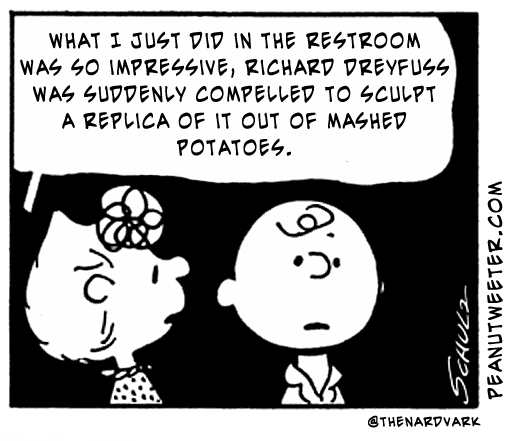 WHAT I JUST DID IN THE RESTROOM
WAS SO IMPRESSIVE, RICHARD DREYFUSS
WAS SUDDENLY COMPELLED TO SCULPT
A REPLICA OF IT OUT OF MASHED
POTATOES.
SCHULZ
PEANUTWEETER.COM
@THENARDVARK